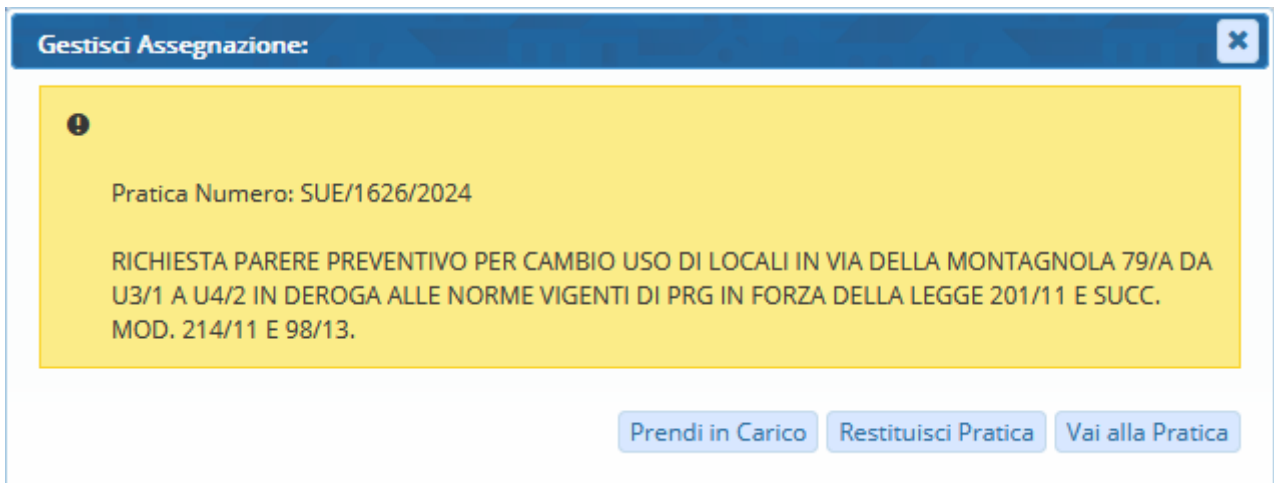 Gestisci Assegnazione:
Pratica Numero: SUE/1626/2024
RICHIESTA PARERE PREVENTIVO PER CAMBIO USO DI LOCALI IN VIA DELLA MONTAGNOLA 79/A DA
U3/1 A U4/2 IN DEROGA ALLE NORME VIGENTI DI PRG IN FORZA DELLA LEGGE 201/11 E SUCC.
MOD. 214/11 E 98/13.
Prendi in Carico Restituisci Pratica Vai alla Pratica